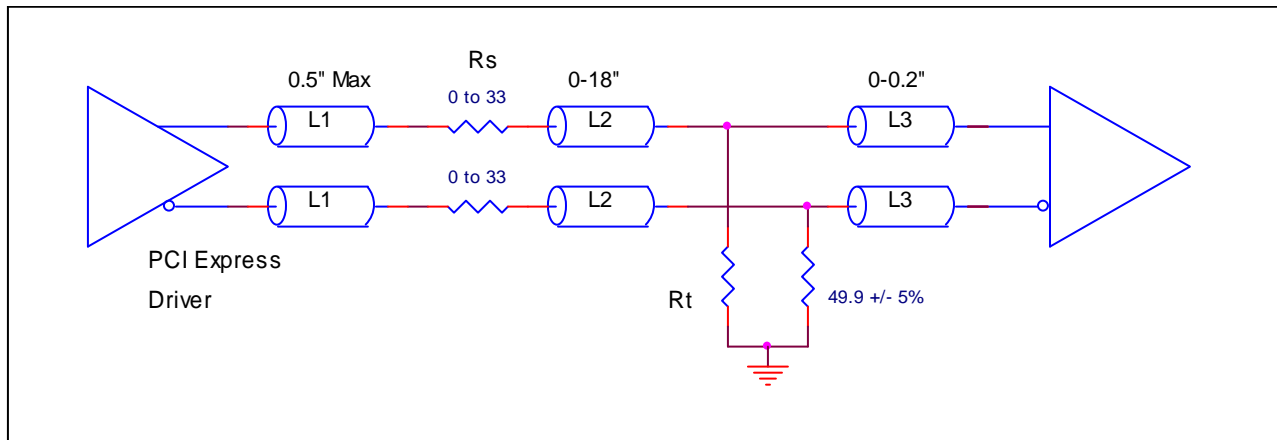 Rs
0.5" Max
0-18"
0-0.2"
0 to 33
L1
L2
L3
0 to 33
L1
L2
L3
PCI Express
Driver
Rt
49.9 +/- 5%